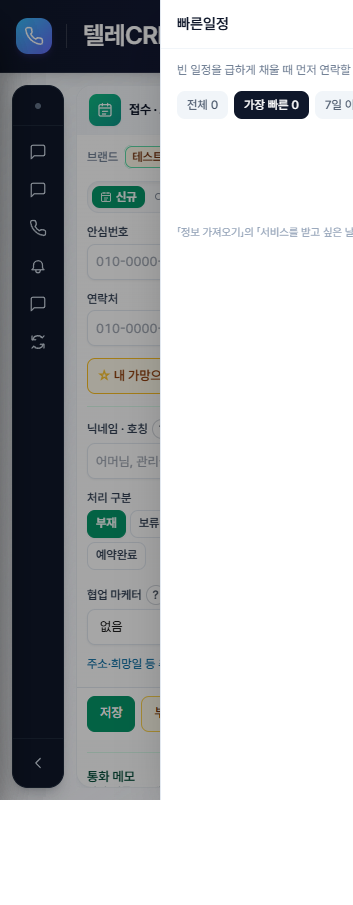 텔레CR
빠른일정
빈 일정을 급하게 채울 때 먼저 연락할
전체 0
가장 빠른 0
7일 이
「정보 가져오기」의 「서비스를 받고 싶은 날
접수 ·
브랜드
테스트
신규
안심번호
010-0000-
연락처
010-0000-
☆ 내 가망으
닉네임 · 호칭
어머님, 관리
처리 구분
부재
보류
예약완료
협업 마케터 ?
없음
주소·희망일 등
저장
통화 메모